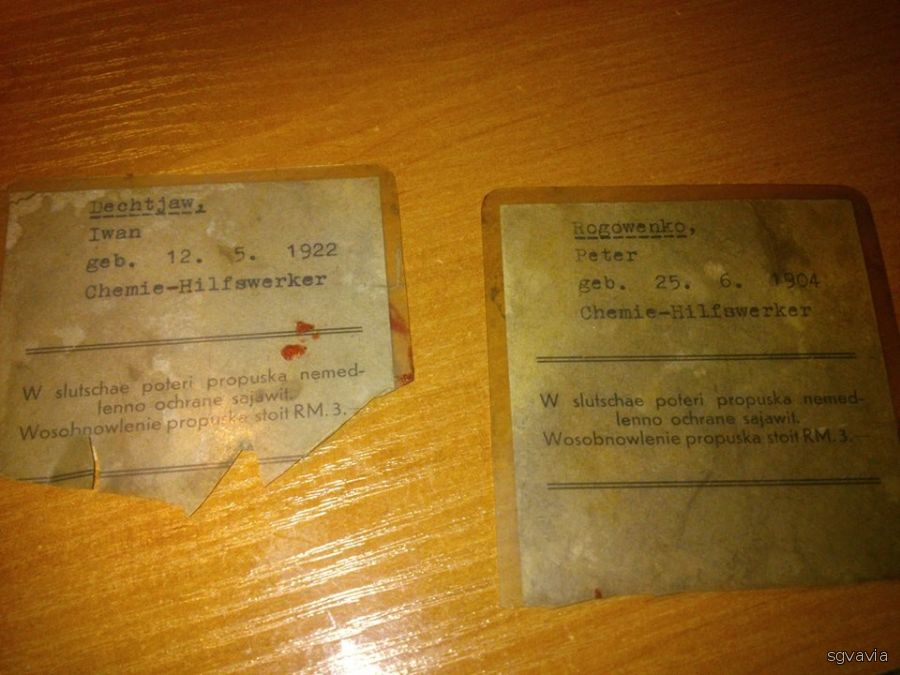 Dechtjaw,
Iwan
geb. 12. 5. 1922
Chemie-Hilfswerker
W slutschae poteri propuska nemed-
lenno ochrane sajawit.
Wosobnowlenie propuska stoit RM. 3.—
Rogowenko,
Peter
geb. 25. 6. 1904
Chemie-Hilfswerker
W slutschae poteri propuska nemed-
lenno ochrane sajawit.
Wosobnowlenie propuska stoit RM. 3.—
sgvavia